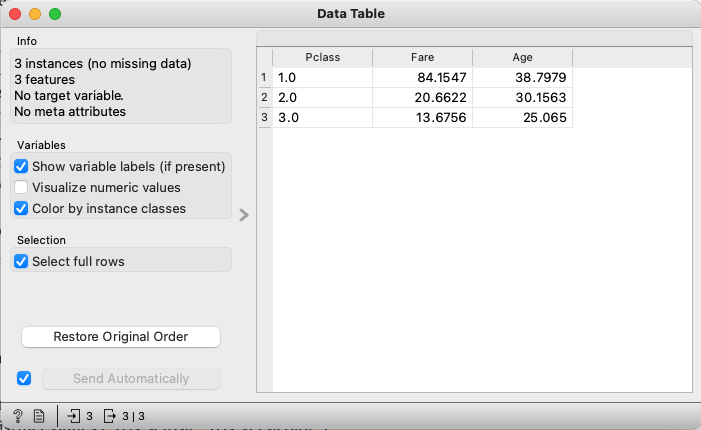 Data Table
Info
3 instances (no missing data)
3 features
No target variable.
No meta attributes
Variables
Show variable labels (if present)
Visualize numeric values
Color by instance classes
Selection
Select full rows
Restore Original Order
Send Automatically
Pclass Fare Age
1 1.0 84.1547 38.7979
2 2.0 20.6622 30.1563
3 3.0 13.6756 25.065
? 3 3 | 3